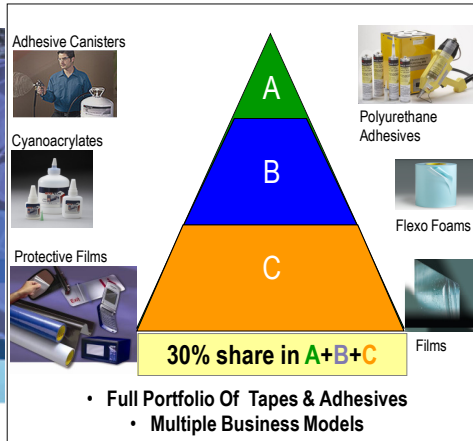 Adhesive Canisters
Cyanoacrylates
Protective Films
A
B
C
Polyurethane
Adhesives
Flexo Foams
Films
30% share in A+B+C
• Full Portfolio Of Tapes & Adhesives
• Multiple Business Models